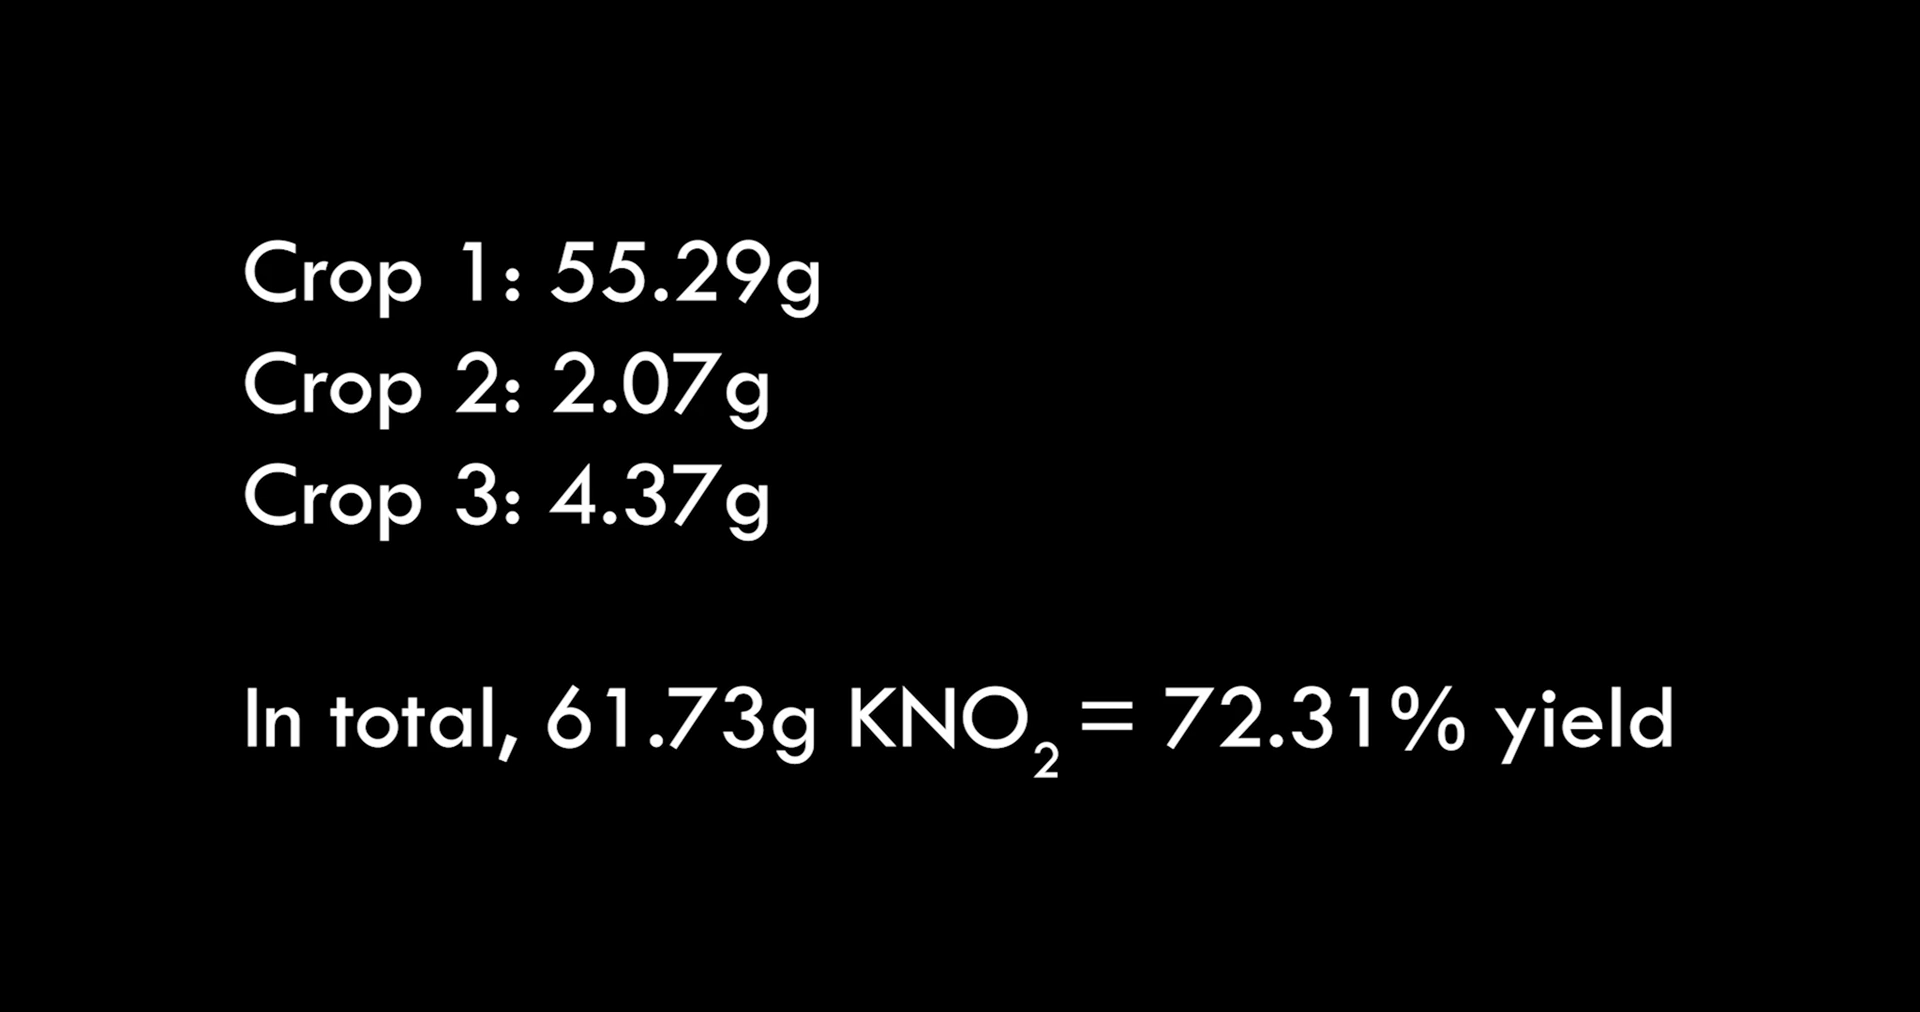 Crop 1: 55.29g
Crop 2: 2.07g
Crop 3: 4.37g
In total, 61.73g KNO₂ = 72.31% yield